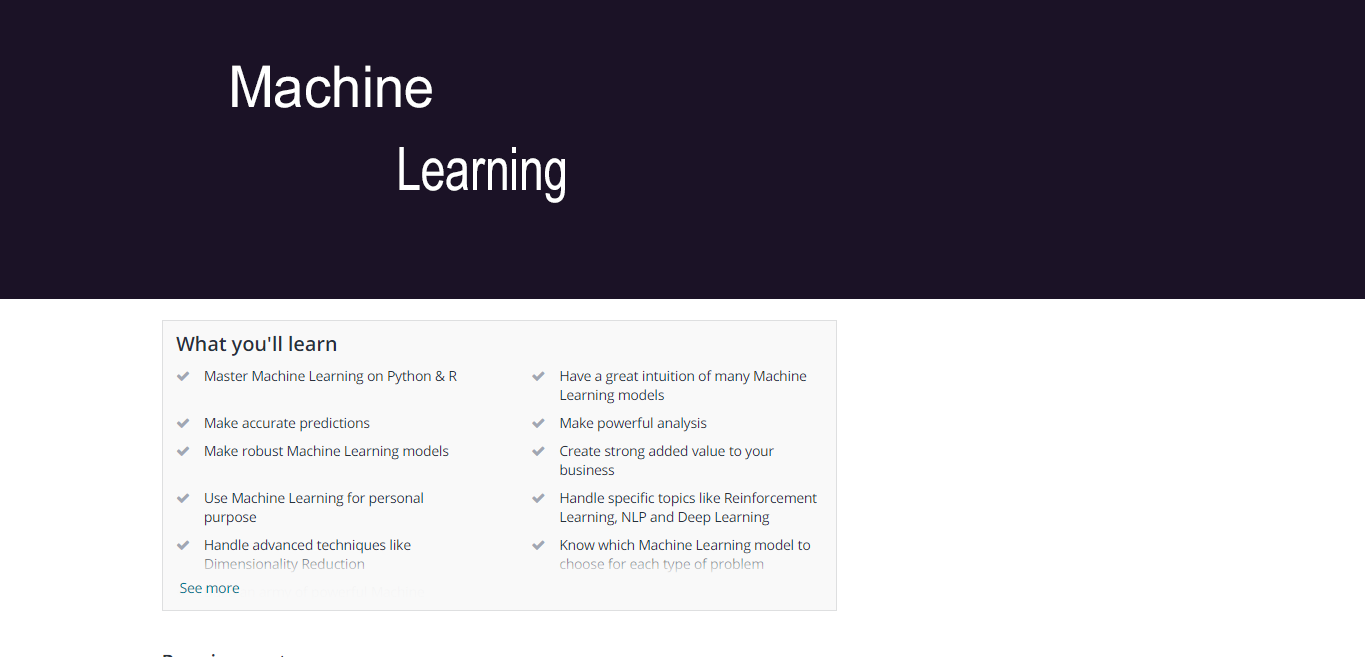 Machine
Learning
What you'll learn
Master Machine Learning on Python & R
Have a great intuition of many Machine
Learning models
Make accurate predictions
Make powerful analysis
Make robust Machine Learning models
Create strong added value to your
business
Use Machine Learning for personal
purpose
Handle specific topics like Reinforcement
Learning, NLP and Deep Learning
Handle advanced techniques like
Dimensionality Reduction
Know which Machine Learning model to
choose for each type of problem
See more